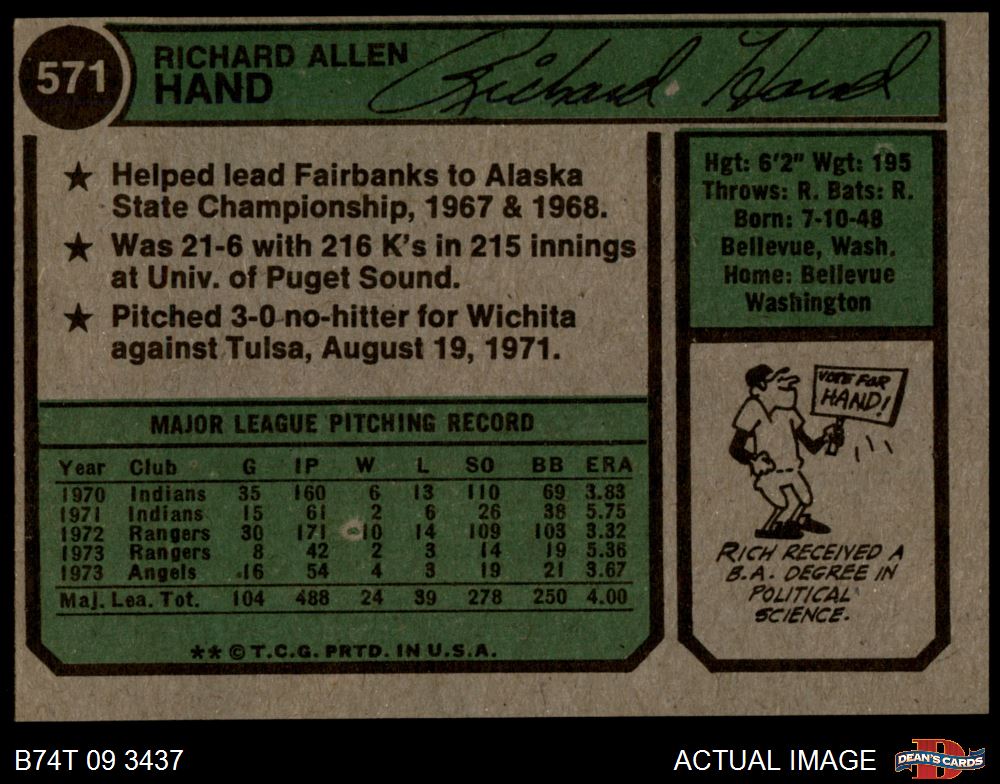 571
RICHARD ALLEN
HAND
Richard Hand
★ Helped lead Fairbanks to Alaska
State Championship, 1967 & 1968.
★ Was 21-6 with 216 K's in 215 innings
at Univ. of Puget Sound.
★ Pitched 3-0 no-hitter for Wichita
against Tulsa, August 19, 1971.
Hgt: 6'2" Wgt: 195
Throws: R. Bats: R.
Born: 7-10-48
Bellevue, Wash.
Home: Bellevue
Washington
MAJOR LEAGUE PITCHING RECORD
Year Club G IP W L SO BB ERA
1970 Indians 35 160 6 13 110 69 3.83
1971 Indians 15 61 2 6 26 38 5.75
1972 Rangers 30 171 10 14 109 103 3.32
1973 Rangers 8 42 2 3 14 19 5.36
1973 Angels 16 54 4 3 19 21 3.67
Maj. Lea. Tot. 104 488 24 39 278 250 4.00
** © T.C.G. PRTD. IN U.S.A.
VOTE FOR
HAND!
RICH RECEIVED A
B.A. DEGREE IN
POLITICAL
SCIENCE.
B74T 09 3437
ACTUAL IMAGE
DEAN'S CARDS